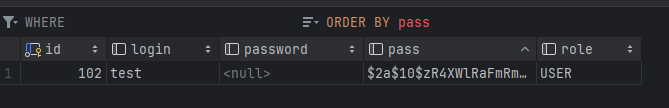 WHERE ORDER BY pass
id login password pass role
1 102 test <null> $2a$10$zR4XWlRaFmRm… USER